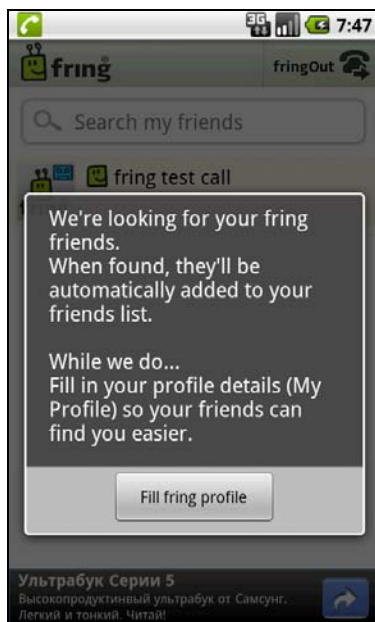 3G 7:47
fring fringOut
Search my friends
fring test call
We're looking for your fring
friends.
When found, they'll be
automatically added to your
friends list.
While we do...
Fill in your profile details (My
Profile) so your friends can
find you easier.
Fill fring profile
Ультрабук Серии 5
Высокопродуктинвый ультрабук от Самсунг.
Легкий и тонкий. Читай!